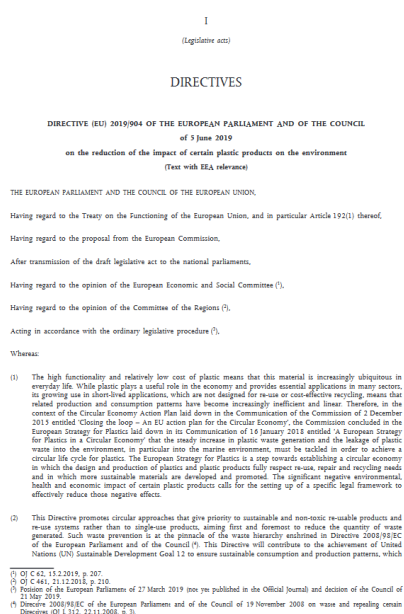 I
(Legislative acts)
DIRECTIVES
DIRECTIVE (EU) 2019/904 OF THE EUROPEAN PARLIAMENT AND OF THE COUNCIL
of 5 June 2019
on the reduction of the impact of certain plastic products on the environment
(Text with EEA relevance)
THE EUROPEAN PARLIAMENT AND THE COUNCIL OF THE EUROPEAN UNION,
Having regard to the Treaty on the Functioning of the European Union, and in particular Article 192(1) thereof,
Having regard to the proposal from the European Commission,
After transmission of the draft legislative act to the national parliaments,
Having regard to the opinion of the European Economic and Social Committee (¹),
Having regard to the opinion of the Committee of the Regions (²),
Acting in accordance with the ordinary legislative procedure (³),
Whereas:
(1) The high functionality and relatively low cost of plastic means that this material is increasingly ubiquitous in
everyday life. While plastic plays a useful role in the economy and provides essential applications in many sectors,
its growing use in short-lived applications, which are not designed for re-use or cost-effective recycling, means that
related production and consumption patterns have become increasingly inefficient and linear. Therefore, in the
context of the Circular Economy Action Plan laid down in the Communication of the Commission of 2 December
2015 entitled ‘Closing the loop – An EU action plan for the Circular Economy’, the Commission concluded in the
European Strategy for Plastics laid down in its Communication of 16 January 2018 entitled ‘A European Strategy
for Plastics in a Circular Economy’ that the steady increase in plastic waste generation and the leakage of plastic
waste into the environment, in particular into the marine environment, must be tackled in order to achieve a
circular life cycle for plastics. The European Strategy for Plastics is a step towards establishing a circular economy
in which the design and production of plastics and plastic products fully respect re-use, repair and recycling needs
and in which more sustainable materials are developed and promoted. The significant negative environmental,
health and economic impact of certain plastic products calls for the setting up of a specific legal framework to
effectively reduce those negative effects.
(2) This Directive promotes circular approaches that give priority to sustainable and non-toxic re-usable products and
re-use systems rather than to single-use products, aiming first and foremost to reduce the quantity of waste
generated. Such waste prevention is at the pinnacle of the waste hierarchy enshrined in Directive 2008/98/EC
of the European Parliament and of the Council (⁴). This Directive will contribute to the achievement of United
Nations (UN) Sustainable Development Goal 12 to ensure sustainable consumption and production patterns, which
(¹) OJ C 62, 15.2.2019, p. 207.
(²) OJ C 461, 21.12.2018, p. 210.
(³) Position of the European Parliament of 27 March 2019 (not yet published in the Official Journal) and decision of the Council of
21 May 2019.
(⁴) Directive 2008/98/EC of the European Parliament and of the Council of 19 November 2008 on waste and repealing certain
Directives (OJ L 312, 22.11.2008, p. 3).